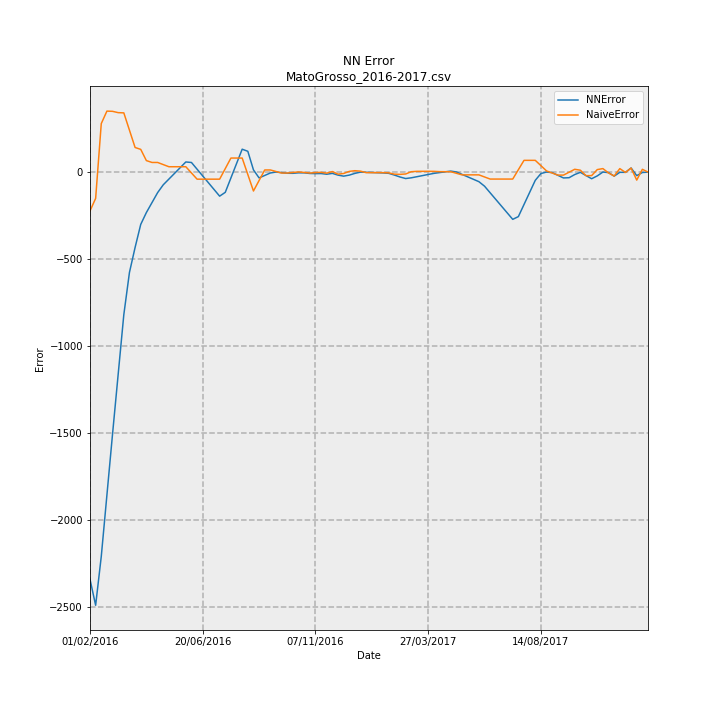 NN Error
MatoGrosso_2016-2017.csv
NNError
NaiveError
0
−500
−1000
−1500
−2000
−2500
Error
01/02/2016
20/06/2016
07/11/2016
27/03/2017
14/08/2017
Date